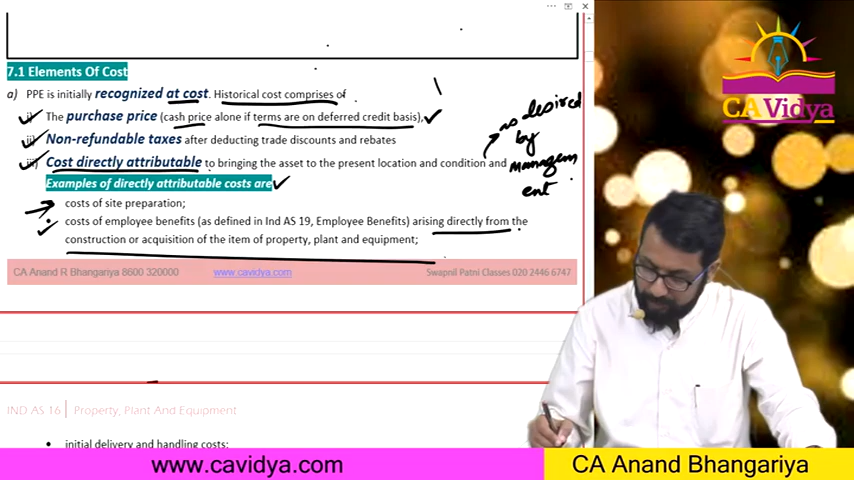 7.1 Elements Of Cost
a) PPE is initially recognized at cost. Historical cost comprises of
i) The purchase price (cash price alone if terms are on deferred credit basis),
ii) Non-refundable taxes after deducting trade discounts and rebates
iii) Cost directly attributable to bringing the asset to the present location and condition and
Examples of directly attributable costs are
costs of site preparation;
• costs of employee benefits (as defined in Ind AS 19, Employee Benefits) arising directly from the
construction or acquisition of the item of property, plant and equipment;
as desired
by
managem
ent
CA Vidya
CA Anand R Bhangariya 8600 320000 www.cavidya.com Swapnil Patni Classes 020 2446 6747
IND AS 16 | Property, Plant And Equipment
• initial delivery and handling costs;
www.cavidya.com
CA Anand Bhangariya